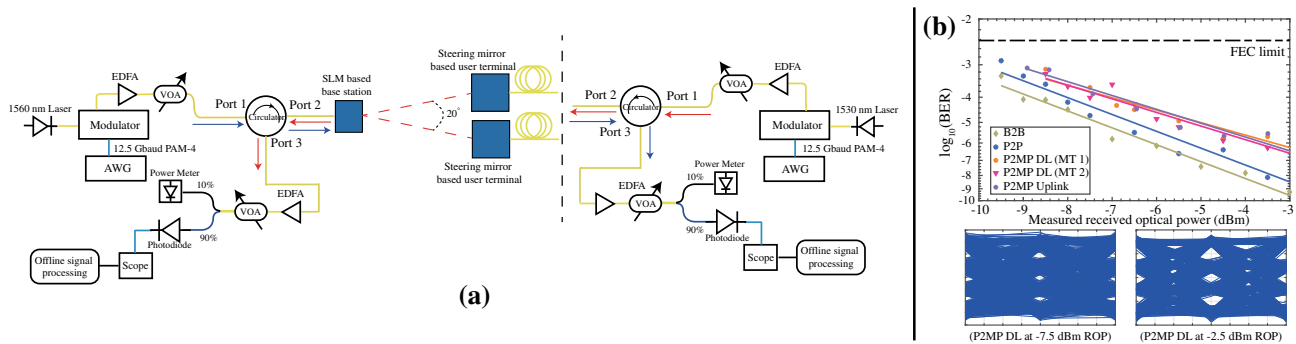 1560 nm Laser
EDFA
VOA
Modulator
12.5 Gbaud PAM-4
AWG
Port 1
Circulator
Port 2
Port 3
SLM based
base station
Power Meter
10%
EDFA
VOA
90%
Photodiode
Scope
Offline signal
processing
Steering mirror
based user terminal
20°
Steering mirror
based user terminal
Port 2
Port 3
Circulator
Port 1
VOA
EDFA
1530 nm Laser
Modulator
12.5 Gbaud PAM-4
AWG
EDFA
VOA
10%
Power Meter
90%
Photodiode
Scope
Offline signal
processing
(a)
(b)
-2
FEC limit
-3
-4
-5
-6
-7
-8
-9
-10
log10(BER)
B2B
P2P
P2MP DL (MT 1)
P2MP DL (MT 2)
P2MP Uplink
-10 -9 -8 -7 -6 -5 -4 -3
Measured received optical power (dBm)
(P2MP DL at -7.5 dBm ROP)
(P2MP DL at -2.5 dBm ROP)